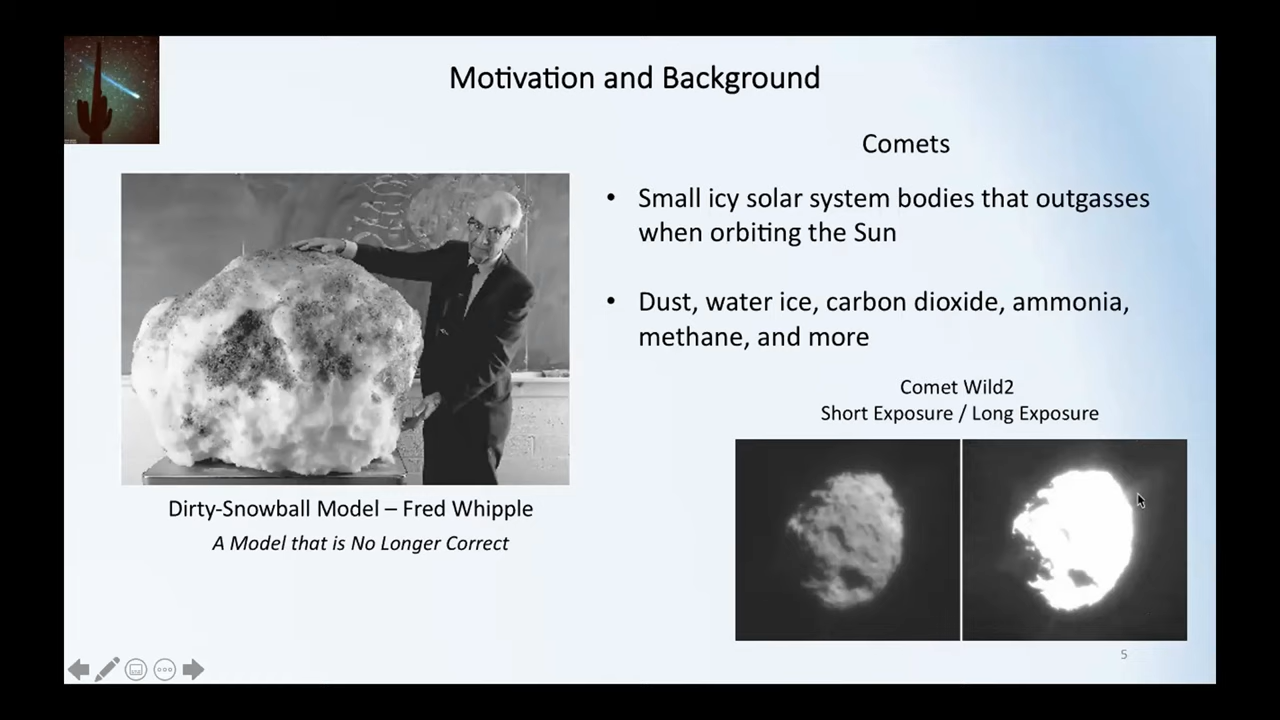 Motivation and Background
Comets
• Small icy solar system bodies that outgasses
when orbiting the Sun
• Dust, water ice, carbon dioxide, ammonia,
methane, and more
Comet Wild2
Short Exposure / Long Exposure
Dirty-Snowball Model – Fred Whipple
A Model that is No Longer Correct
5